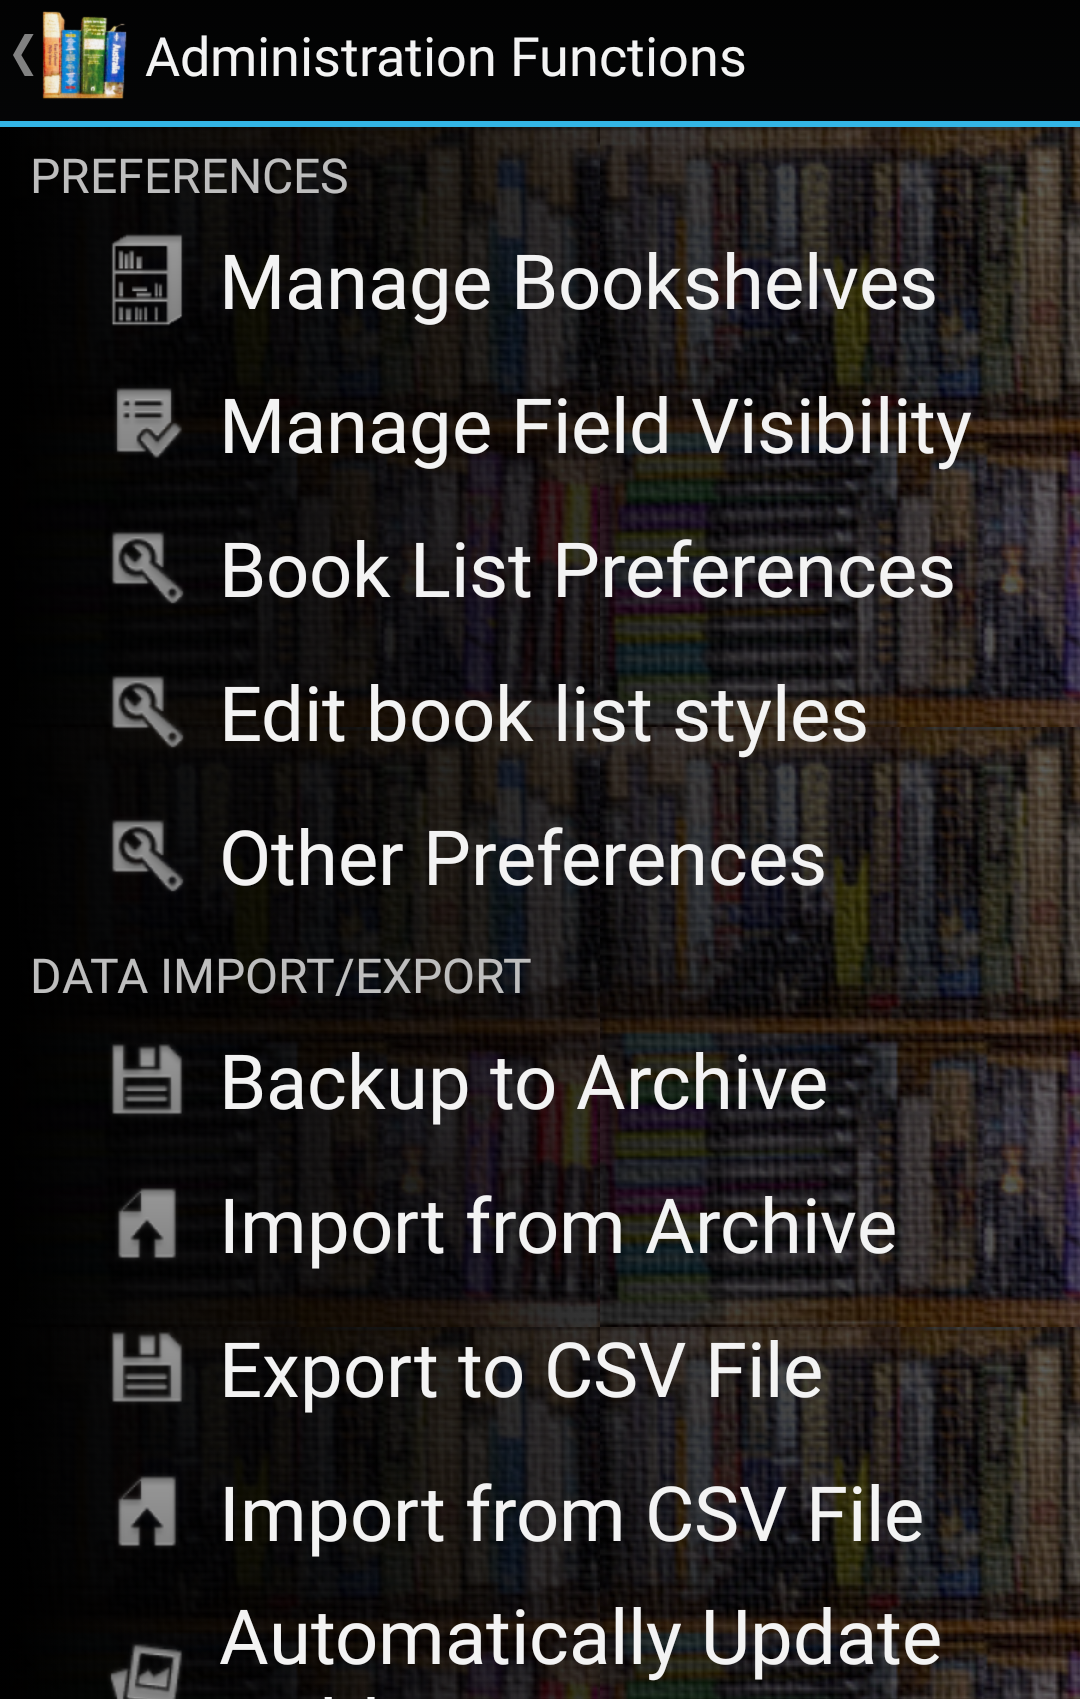 Administration Functions
PREFERENCES
Manage Bookshelves
Manage Field Visibility
Book List Preferences
Edit book list styles
Other Preferences
DATA IMPORT/EXPORT
Backup to Archive
Import from Archive
Export to CSV File
Import from CSV File
Automatically Update